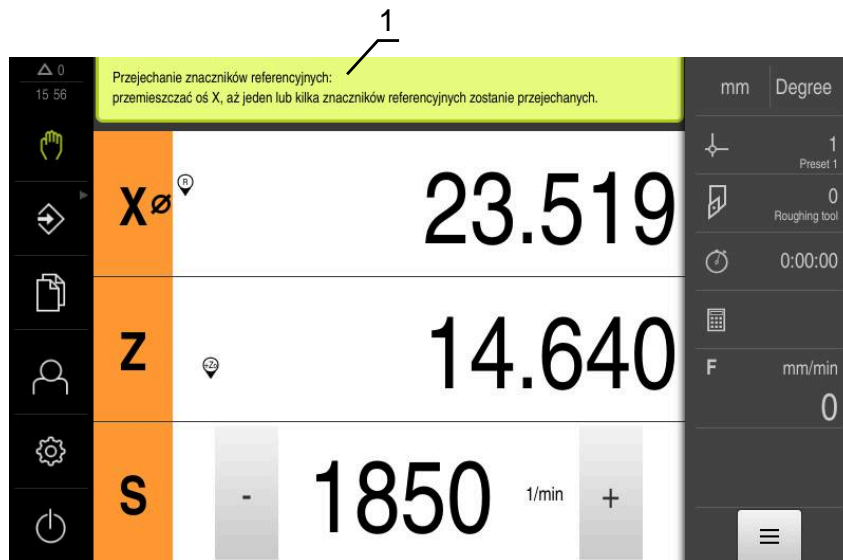 1
0
15 56
Przejechanie znaczników referencyjnych:
przemieszczać oś X, aż jeden lub kilka znaczników referencyjnych zostanie przejechanych.
mm Degree
X⌀ R 23.519
1
Preset 1
0
Roughing tool
0:00:00
Z +Z0 14.640
F mm/min
0
S - 1850 1/min +